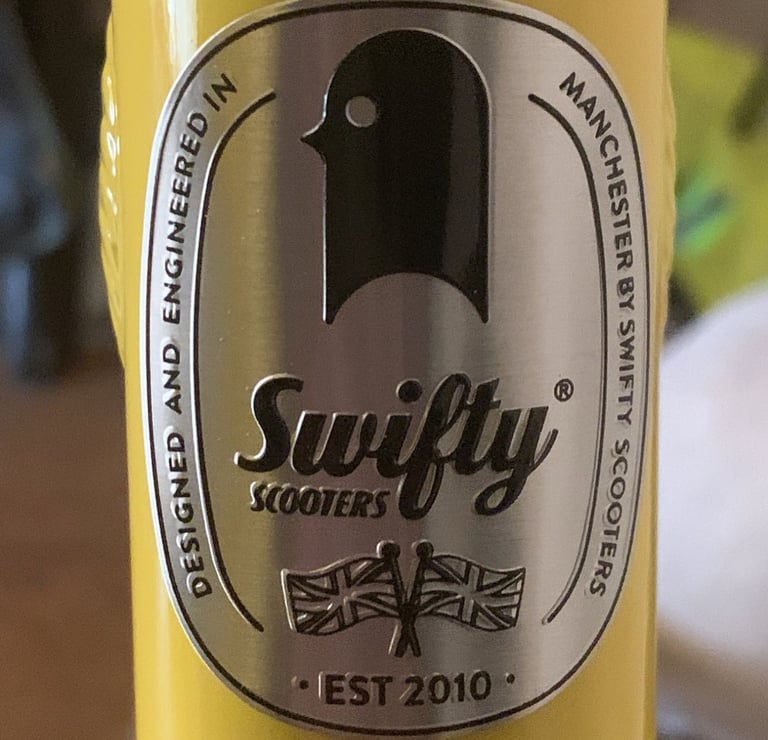 DESIGNED AND ENGINEERED IN
MANCHESTER BY SWIFTY SCOOTERS
Swifty®
SCOOTERS
· EST 2010 ·